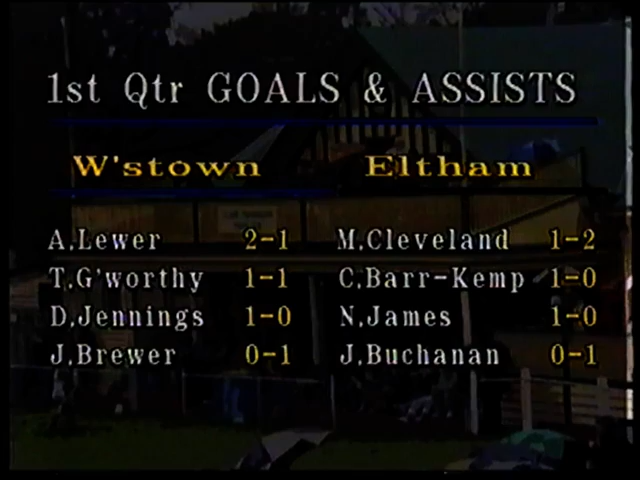 1st Qtr GOALS & ASSISTS
W'stown Eltham
A.Lewer 2-1 M.Cleveland 1-2
T.G'worthy 1-1 C.Barr-Kemp 1-0
D.Jennings 1-0 N.James 1-0
J.Brewer 0-1 J.Buchanan 0-1